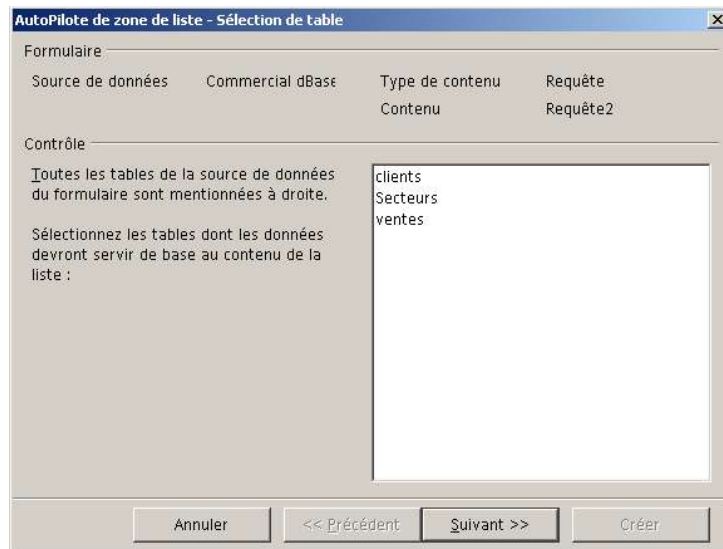 AutoPilote de zone de liste - Sélection de table
Formulaire
Source de données Commercial dBase Type de contenu Requête
Contenu Requête2
Contrôle
Toutes les tables de la source de données
du formulaire sont mentionnées à droite.
Sélectionnez les tables dont les données
devront servir de base au contenu de la
liste :
clients
Secteurs
ventes
Annuler << Précédent Suivant >> Créer